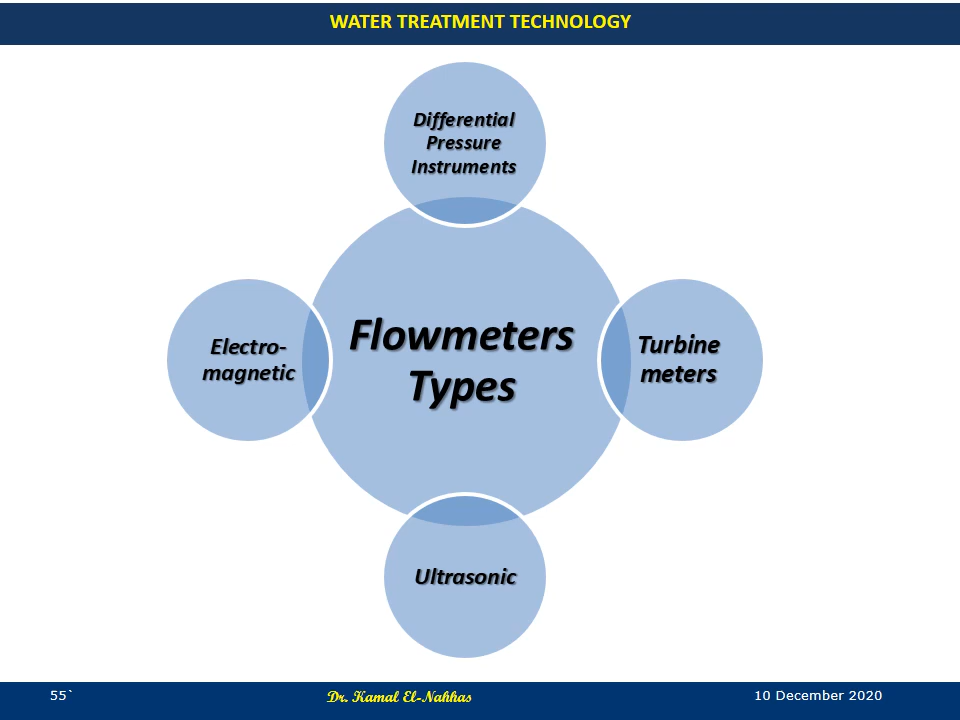 WATER TREATMENT TECHNOLOGY
Differential
Pressure
Instruments
Flowmeters
Types
Electro-
magnetic
Turbine
meters
Ultrasonic
55`
Dr. Kamal El-Nahhas
10 December 2020